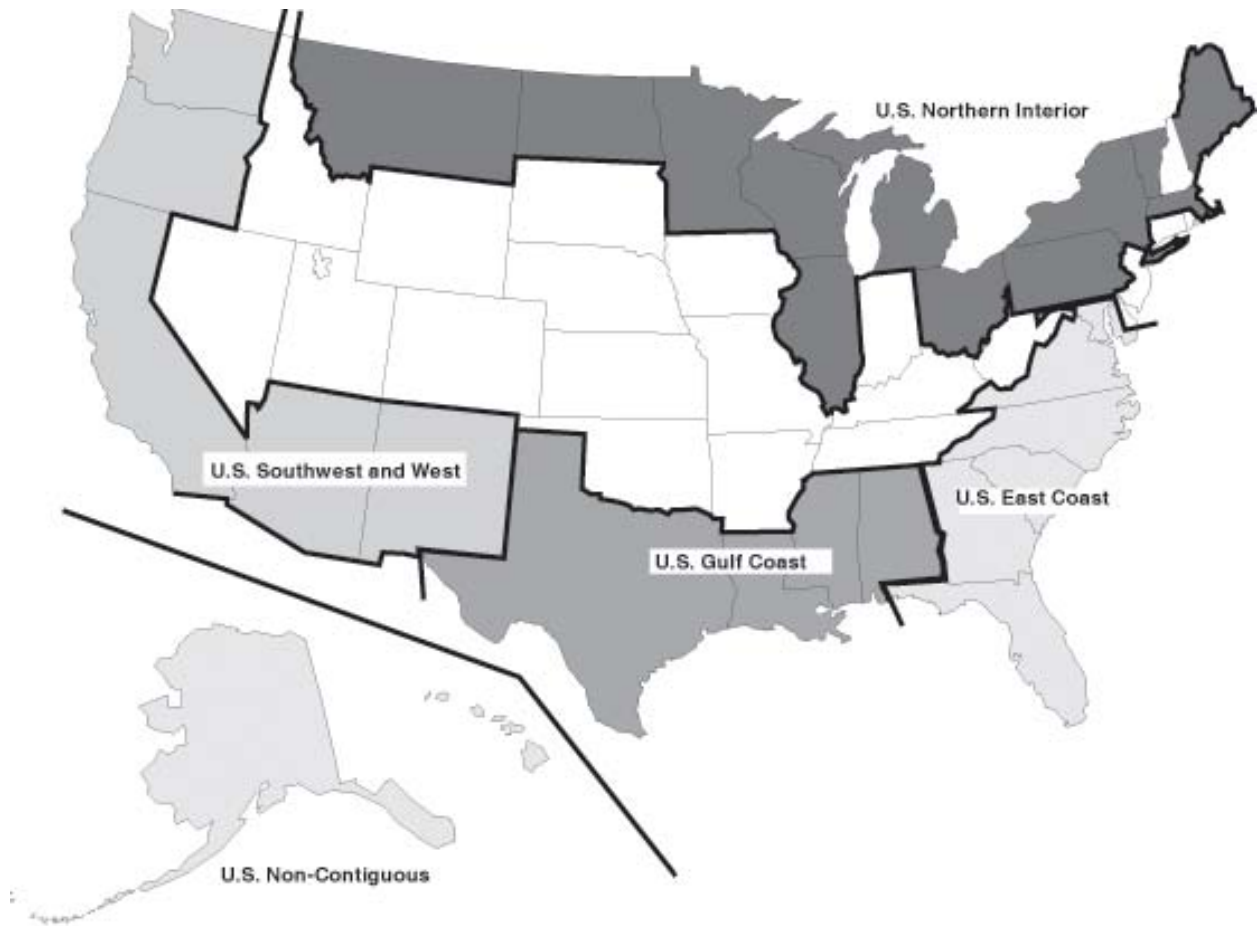 U.S. Northern Interior
U.S. Southwest and West
U.S. East Coast
U.S. Gulf Coast
U.S. Non-Contiguous